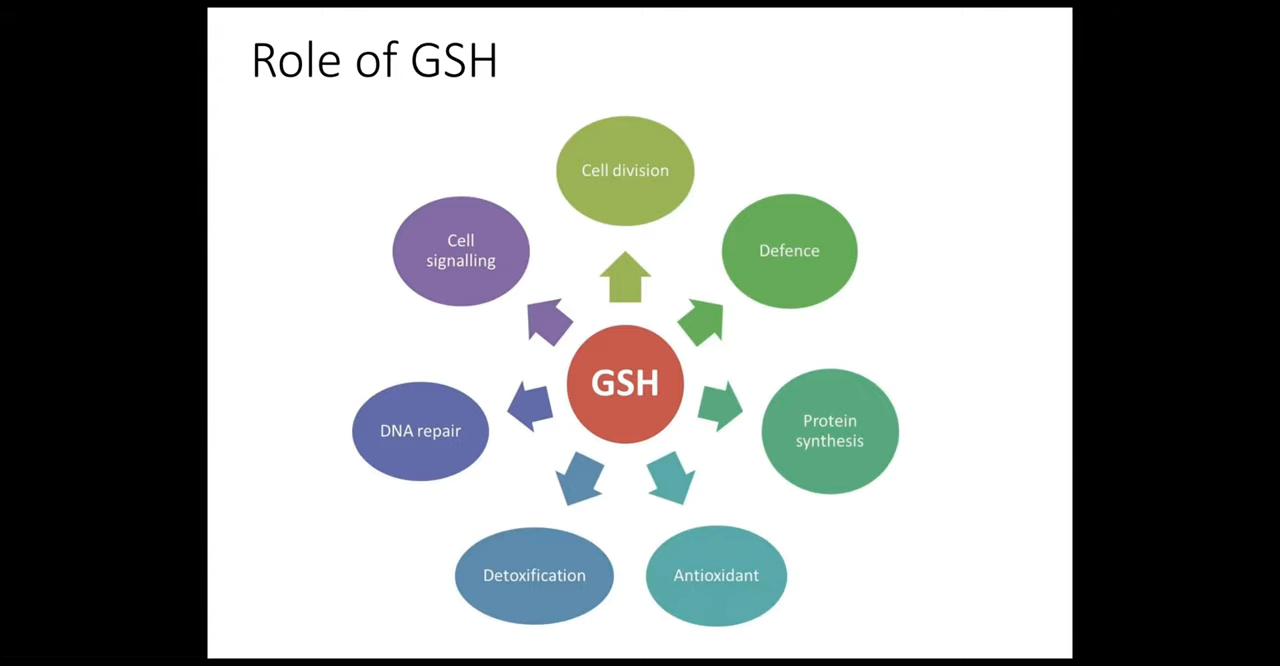 Role of GSH
Cell division
Defence
Protein
synthesis
Antioxidant
Detoxification
DNA repair
Cell
signalling
GSH